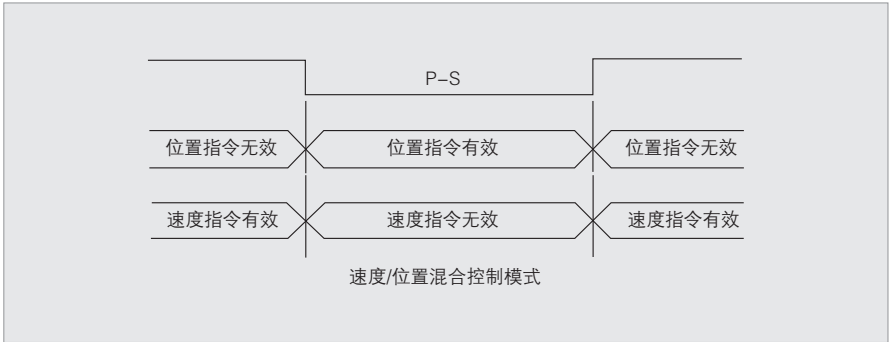 P–S
位置指令无效 位置指令有效 位置指令无效
速度指令有效 速度指令无效 速度指令有效
速度/位置混合控制模式